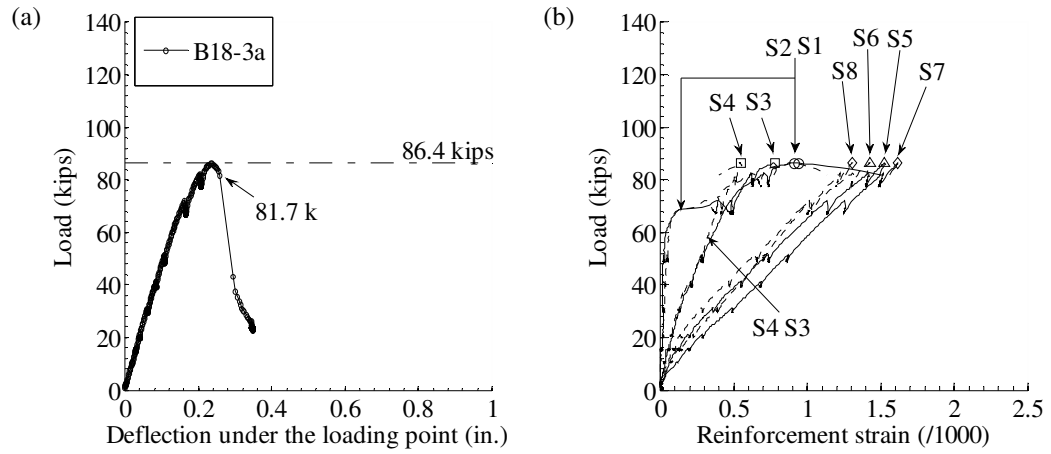 (a)
140
120
100
80
60
40
20
0
Load (kips)
B18-3a
86.4 kips
81.7 k
0 0.2 0.4 0.6 0.8 1
Deflection under the loading point (in.)
(b)
140
120
100
80
60
40
20
0
Load (kips)
S2 S1
S6 S5
S8 S7
S4 S3
S4 S3
0 0.5 1 1.5 2 2.5
Reinforcement strain (/1000)